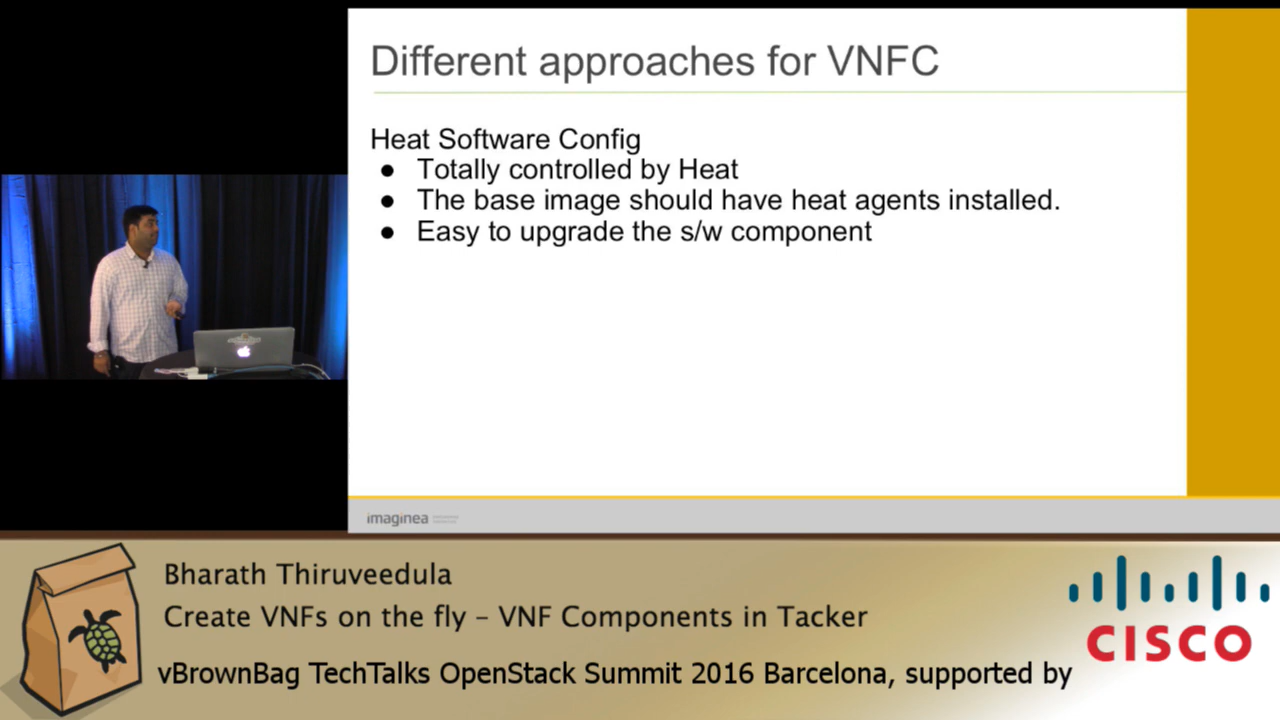 Different approaches for VNFC
Heat Software Config
● Totally controlled by Heat
● The base image should have heat agents installed.
● Easy to upgrade the s/w component
imaginea
Bharath Thiruveedula
Create VNFs on the fly – VNF Components in Tacker
vBrownBag TechTalks OpenStack Summit 2016 Barcelona, supported by
CISCO